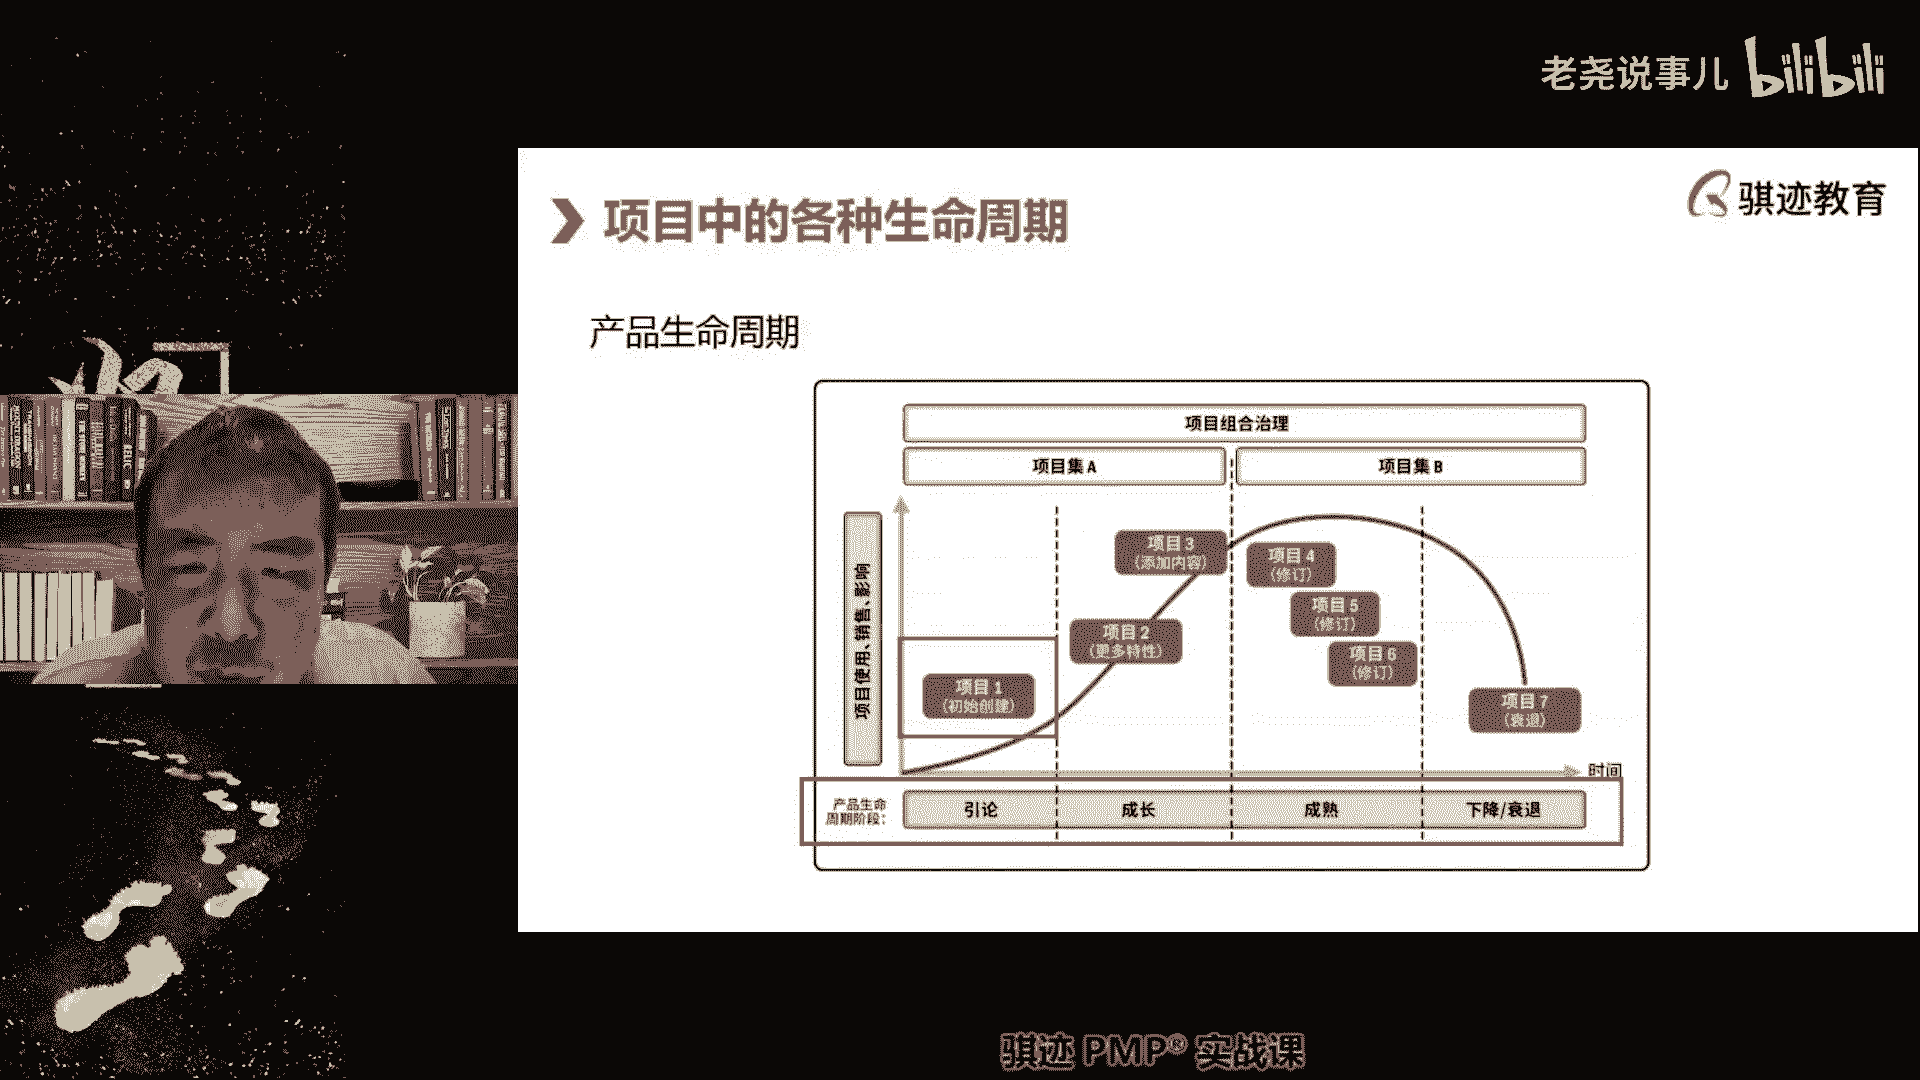 老尧说事儿 bilibili
骐迹教育
项目中的各种生命周期
产品生命周期
项目组合治理
项目集 A
项目集 B
项目使用、销售、影响
项目 1
(初始创建)
项目 2
(更多特性)
项目 3
(添加内容)
项目 4
(修订)
项目 5
(修订)
项目 6
(修订)
项目 7
(衰退)
时间
产品生命
周期阶段:
引论
成长
成熟
下降/衰退
骐迹 PMP® 实战课